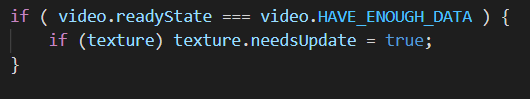 if ( video.readyState === video.HAVE_ENOUGH_DATA ) {
    if (texture) texture.needsUpdate = true;
}